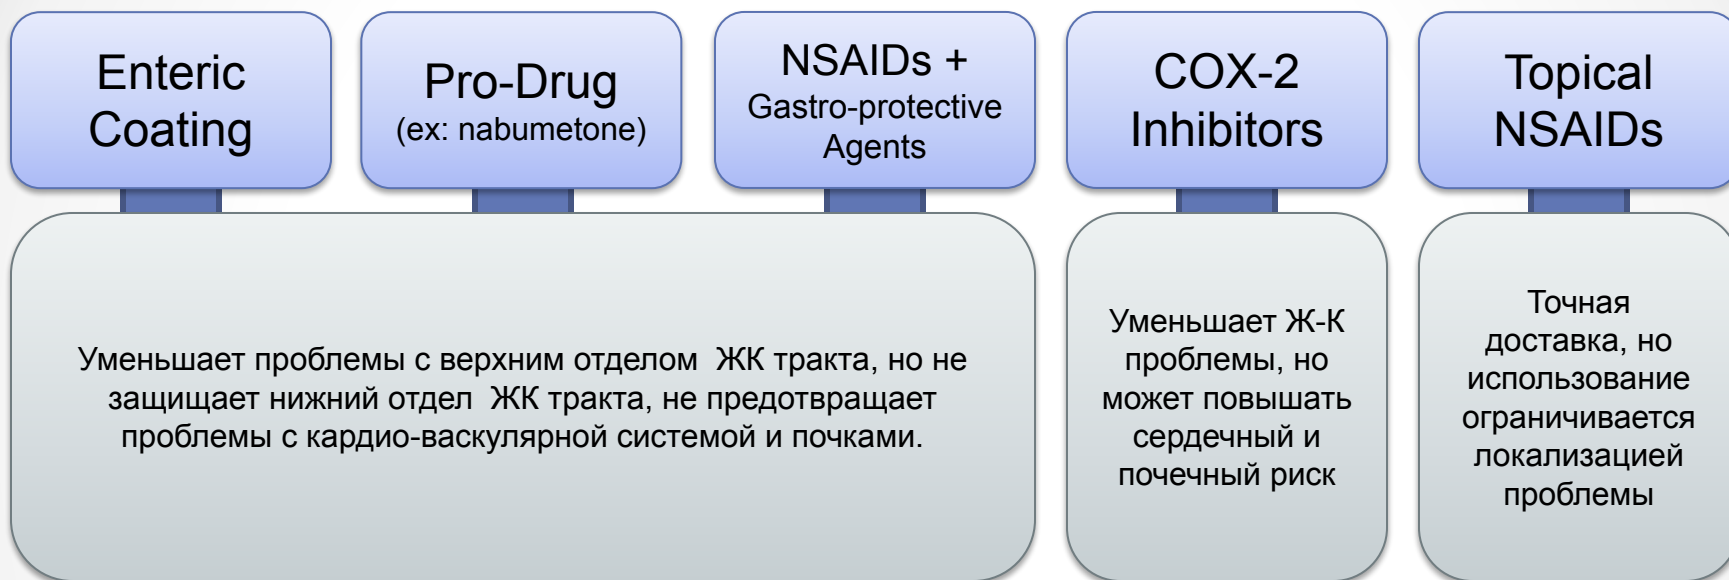 Enteric
Coating
Pro-Drug
(ex: nabumetone)
NSAIDs +
Gastro-protective
Agents
COX-2
Inhibitors
Topical
NSAIDs
Уменьшает проблемы с верхним отделом ЖК тракта, но не
защищает нижний отдел ЖК тракта, не предотвращает
проблемы с кардио-васкулярной системой и почками.
Уменьшает Ж-К
проблемы, но
может повышать
сердечный и
почечный риск
Точная
доставка, но
использование
ограничивается
локализацией
проблемы